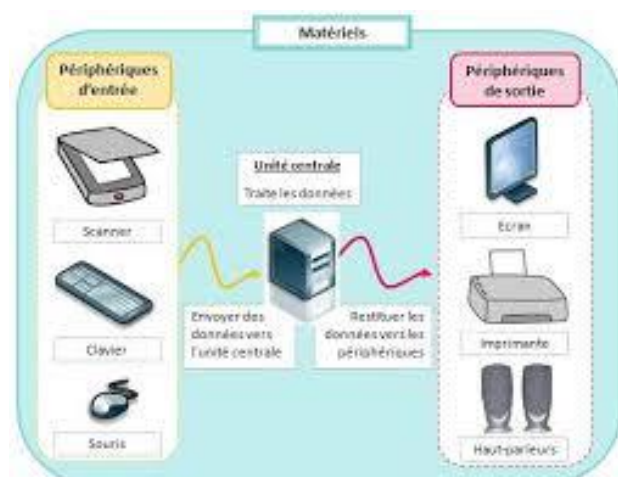 Matériels
Périphériques
d'entrée
Scanner
Clavier
Souris
Unité centrale
Traite les données
Envoyer des
données vers
l'unité centrale
Restituer les
données vers les
périphériques
Périphériques
de sortie
Ecran
Imprimante
Haut-parleurs